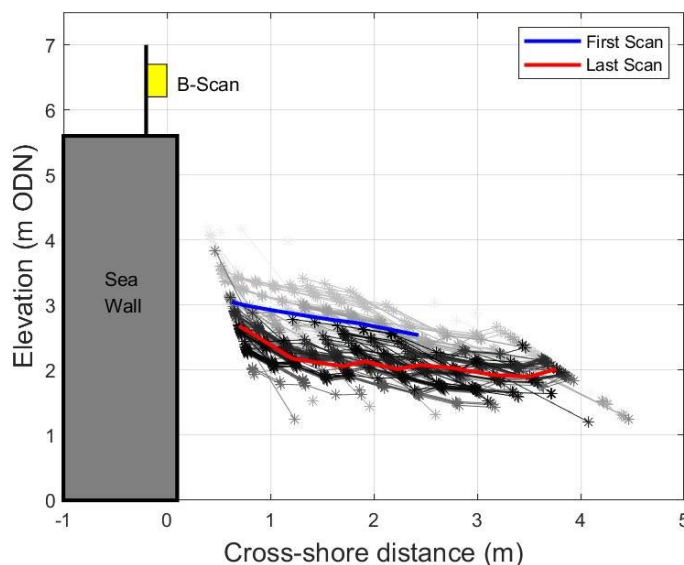 7
6
5
4
3
2
1
0
-1
0
1
2
3
4
5
Elevation (m ODN)
Cross-shore distance (m)
B-Scan
Sea
Wall
First Scan
Last Scan